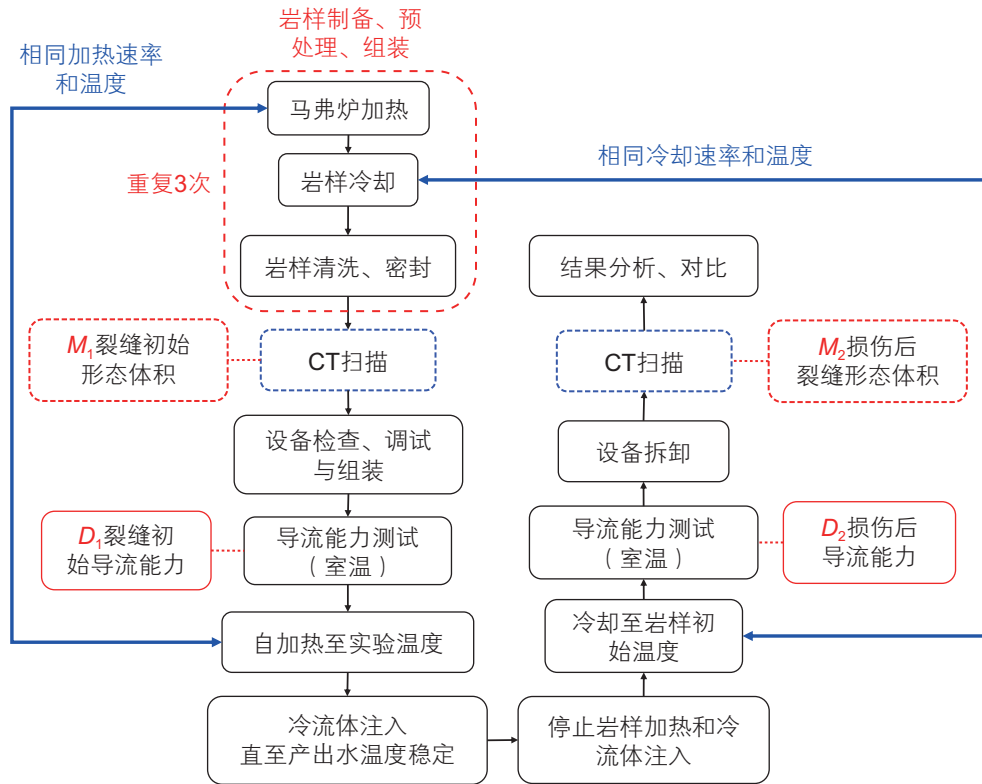 岩样制备、预
处理、组装
相同加热速率
和温度
马弗炉加热
岩样冷却
重复3次
岩样清洗、密封
相同冷却速率和温度
M₁裂缝初始
形态体积
CT扫描
设备检查、调试
与组装
D₁裂缝初
始导流能力
导流能力测试
（室温）
自加热至实验温度
冷流体注入
直至产出水温度稳定
停止岩样加热和冷
流体注入
冷却至岩样初
始温度
导流能力测试
（室温）
D₂损伤后
导流能力
设备拆卸
CT扫描
M₂损伤后
裂缝形态体积
结果分析、对比